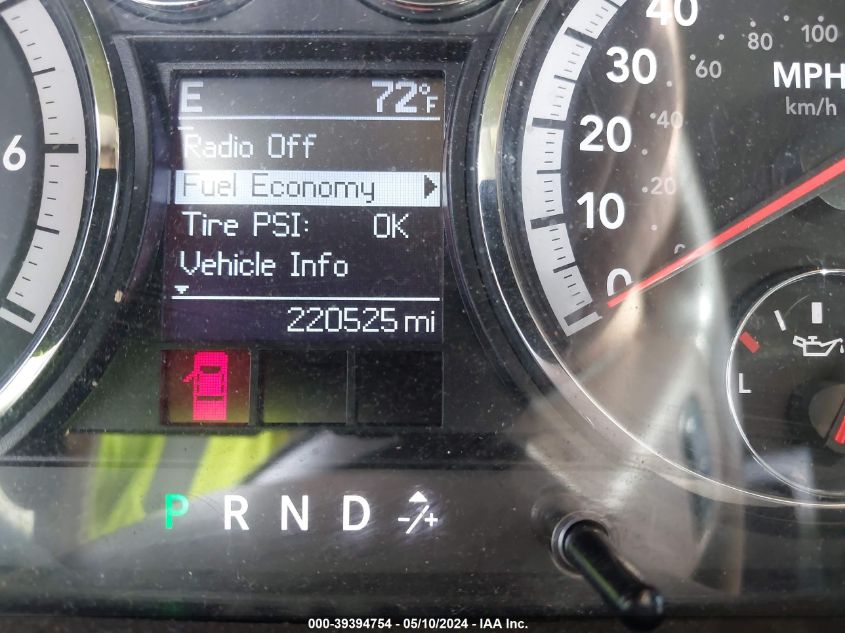 E 72°F
Radio Off
Fuel Economy
Tire PSI: OK
Vehicle Info
220525 mi
P R N D -/+
6
40
30
20
10
0
100
80
60
40
20
0
MPH
km/h
L
000-39394754 - 05/10/2024 - IAA Inc.